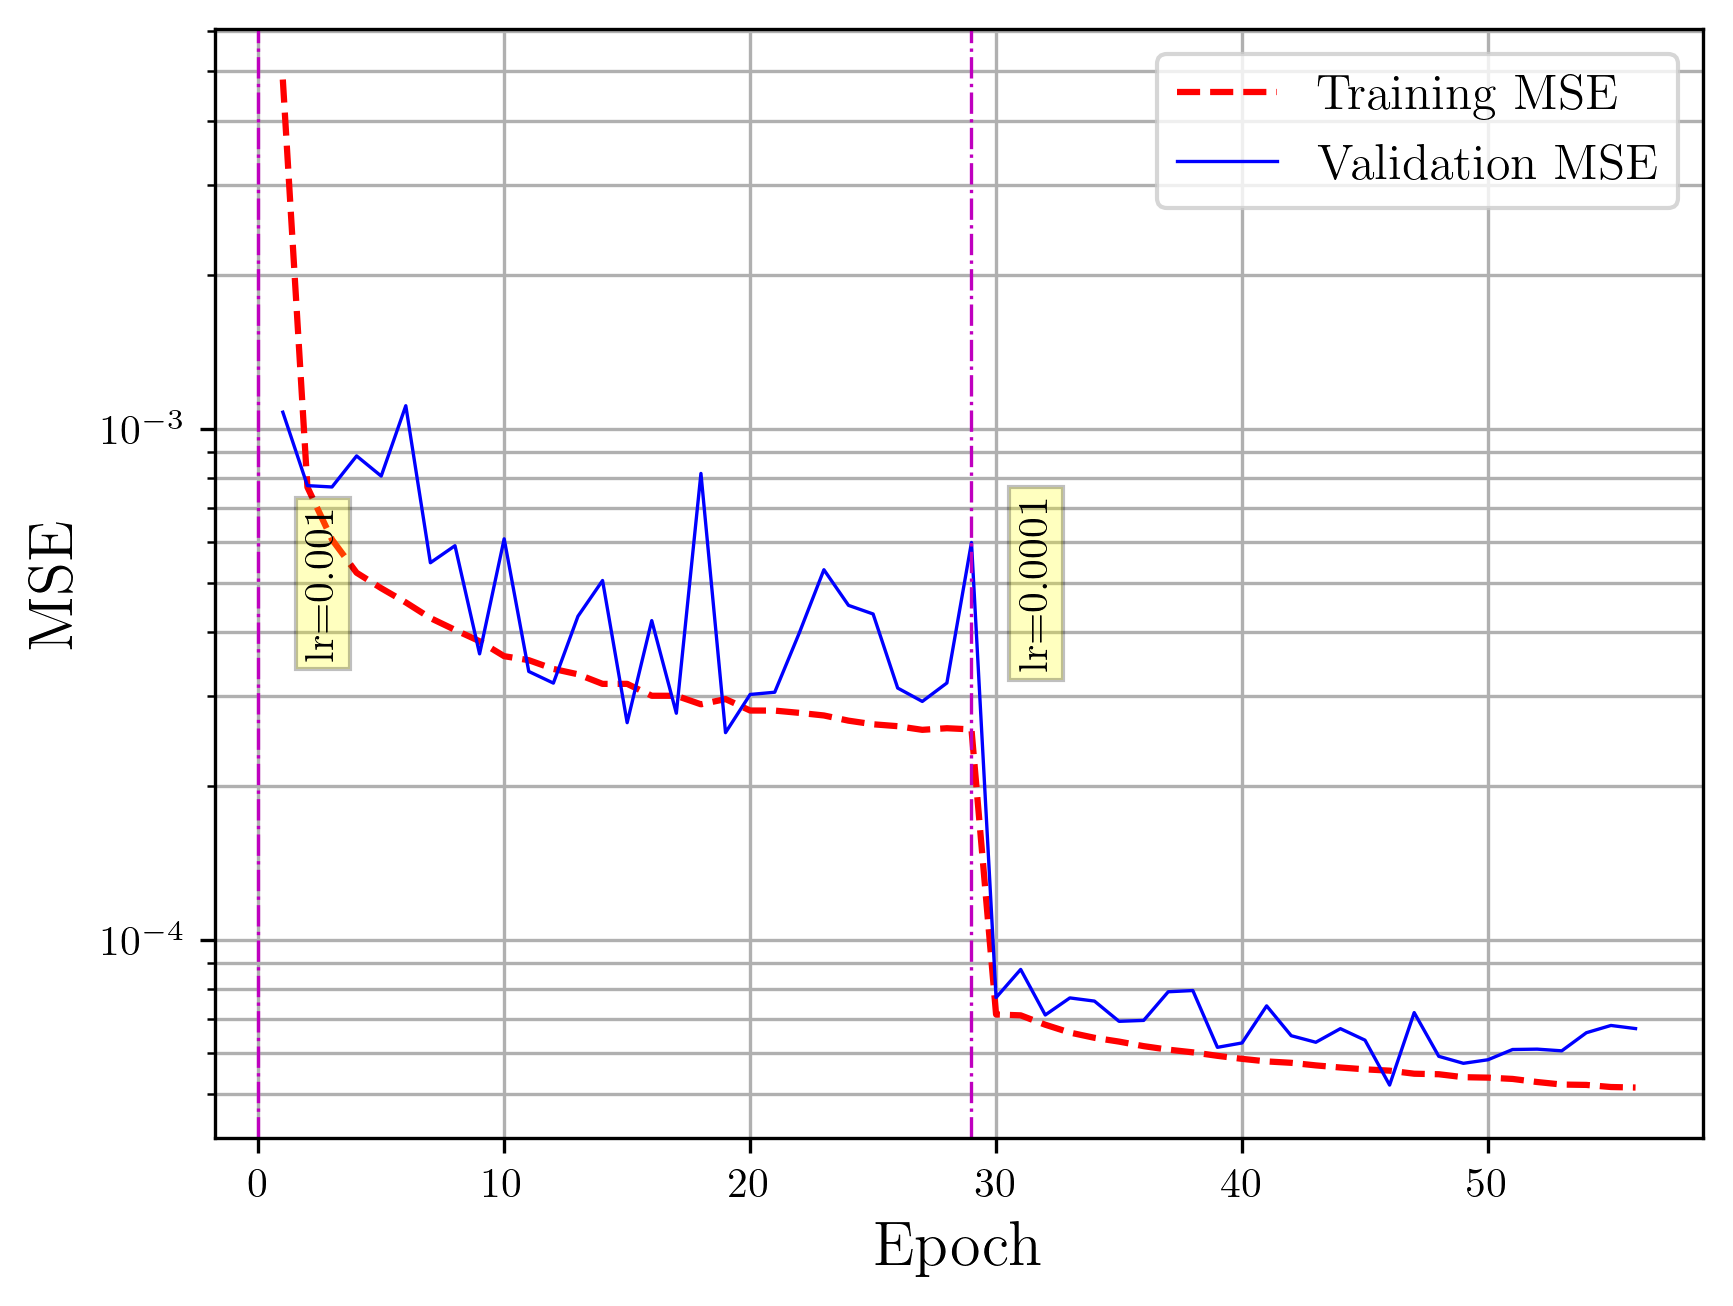 Training MSE
Validation MSE
10⁻³
10⁻⁴
MSE
lr=0.001
lr=0.0001
0 10 20 30 40 50
Epoch